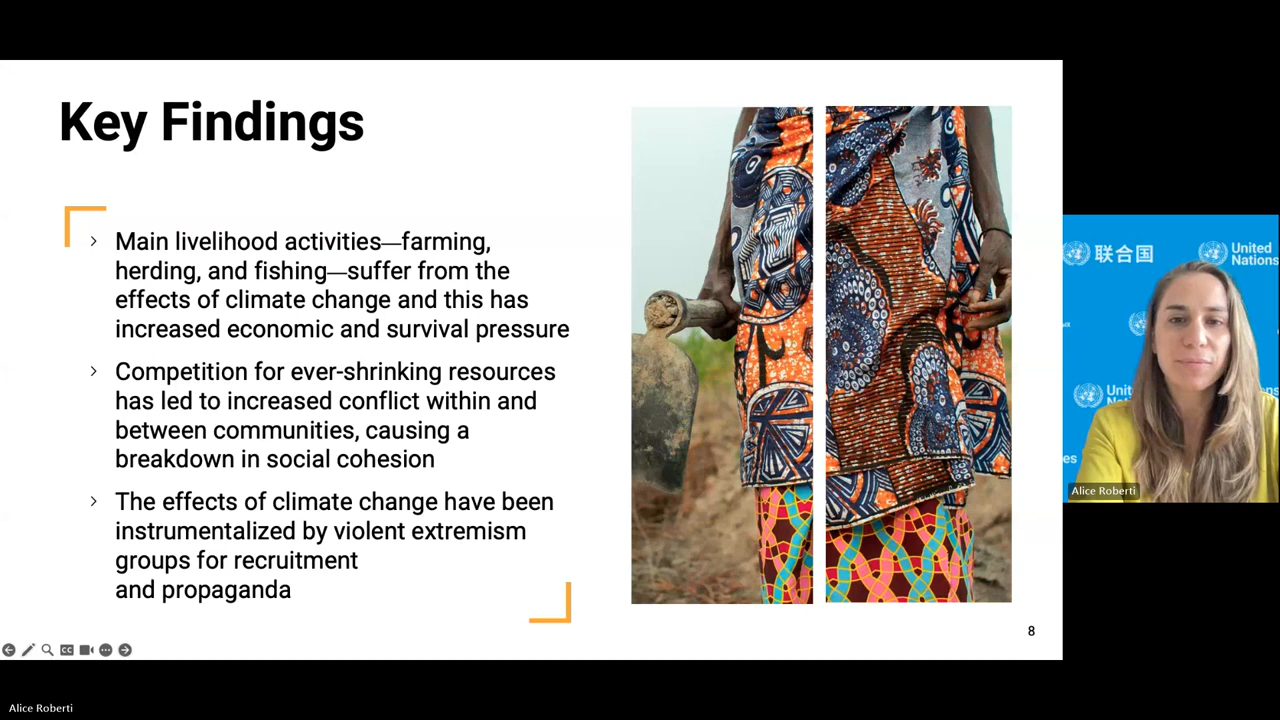 Key Findings
› Main livelihood activities—farming,
herding, and fishing—suffer from the
effects of climate change and this has
increased economic and survival pressure
› Competition for ever-shrinking resources
has led to increased conflict within and
between communities, causing a
breakdown in social cohesion
› The effects of climate change have been
instrumentalized by violent extremism
groups for recruitment
and propaganda
8
联合国
United
Nations
Unit
Nat
es
Alice Roberti
Alice Roberti